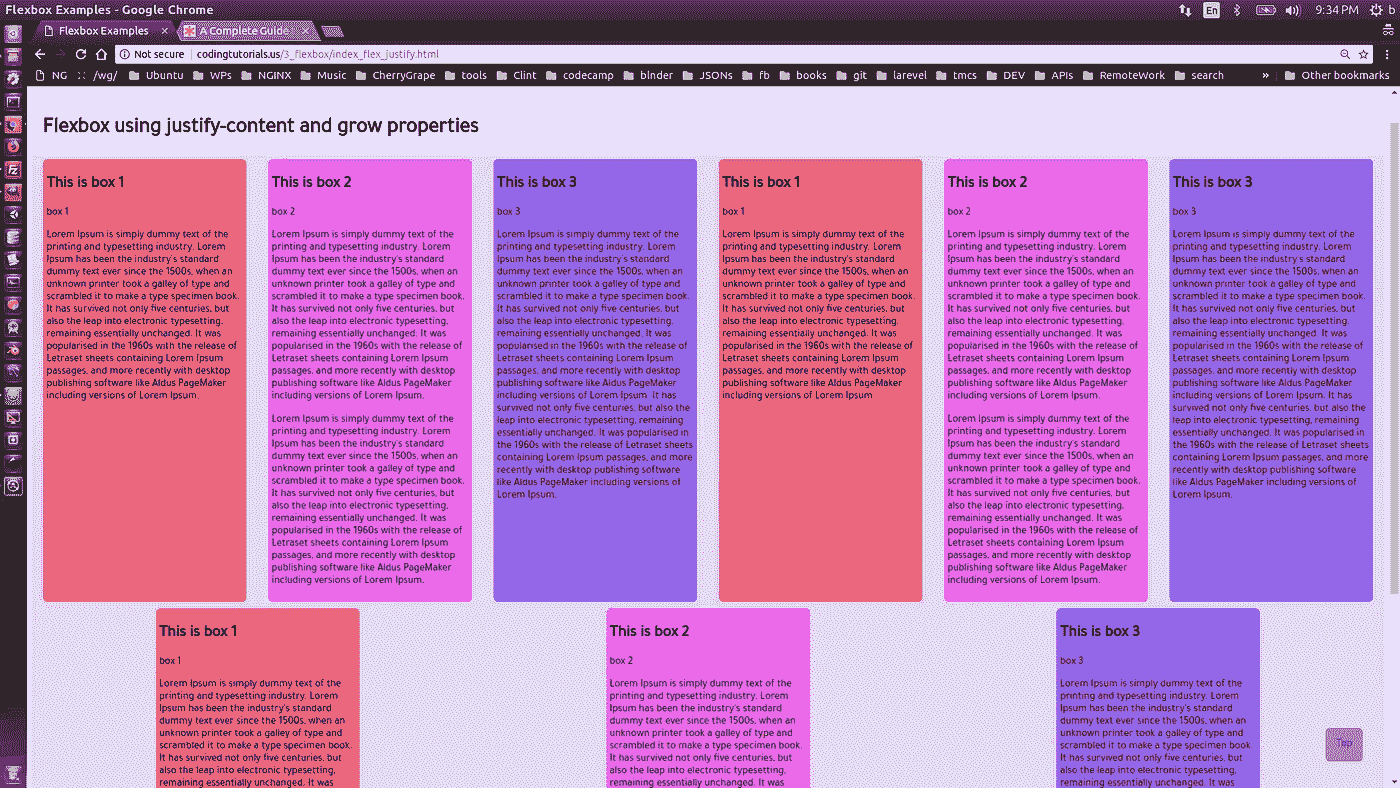 Flexbox Examples - Google Chrome
En
9:34 PM
b
Flexbox Examples
A Complete Guide
Not secure
codingtutorials.us/3_flexbox/index_flex_justify.html
NG
/wg/
Ubuntu
WPs
NGINX
Music
CherryGrape
tools
Clint
codecamp
blnder
JSONs
fb
books
git
laravel
tmcs
DEV
APIs
RemoteWork
search
»
Other bookmarks
Flexbox using justify-content and grow properties
This is box 1
box 1
Lorem Ipsum is simply dummy text of the
printing and typesetting industry. Lorem
Ipsum has been the industry's standard
dummy text ever since the 1500s, when an
unknown printer took a galley of type and
scrambled it to make a type specimen book.
It has survived not only five centuries, but
also the leap into electronic typesetting,
remaining essentially unchanged. It was
popularised in the 1960s with the release of
Letraset sheets containing Lorem Ipsum
passages, and more recently with desktop
publishing software like Aldus PageMaker
including versions of Lorem Ipsum.
This is box 2
box 2
Lorem Ipsum is simply dummy text of the
printing and typesetting industry. Lorem
Ipsum has been the industry's standard
dummy text ever since the 1500s, when an
unknown printer took a galley of type and
scrambled it to make a type specimen book.
It has survived not only five centuries, but
also the leap into electronic typesetting,
remaining essentially unchanged. It was
popularised in the 1960s with the release of
Letraset sheets containing Lorem Ipsum
passages, and more recently with desktop
publishing software like Aldus PageMaker
including versions of Lorem Ipsum.
Lorem Ipsum is simply dummy text of the
printing and typesetting industry. Lorem
Ipsum has been the industry's standard
dummy text ever since the 1500s, when an
unknown printer took a galley of type and
scrambled it to make a type specimen book.
It has survived not only five centuries, but
also the leap into electronic typesetting,
remaining essentially unchanged. It was
popularised in the 1960s with the release of
Letraset sheets containing Lorem Ipsum
passages, and more recently with desktop
publishing software like Aldus PageMaker
including versions of Lorem Ipsum.
This is box 3
box 3
Lorem Ipsum is simply dummy text of the
printing and typesetting industry. Lorem
Ipsum has been the industry's standard
dummy text ever since the 1500s, when an
unknown printer took a galley of type and
scrambled it to make a type specimen book.
It has survived not only five centuries, but
also the leap into electronic typesetting,
remaining essentially unchanged. It was
popularised in the 1960s with the release of
Letraset sheets containing Lorem Ipsum
passages, and more recently with desktop
publishing software like Aldus PageMaker
including versions of Lorem Ipsum. It has
survived not only five centuries, but also the
leap into electronic typesetting, remaining
essentially unchanged. It was popularised in
the 1960s with the release of Letraset sheets
containing Lorem Ipsum passages, and more
recently with desktop publishing software
like Aldus PageMaker including versions of
Lorem Ipsum.
This is box 1
box 1
Lorem Ipsum is simply dummy text of the
printing and typesetting industry. Lorem
Ipsum has been the industry's standard
dummy text ever since the 1500s, when an
unknown printer took a galley of type and
scrambled it to make a type specimen book.
It has survived not only five centuries, but
also the leap into electronic typesetting,
remaining essentially unchanged. It was
popularised in the 1960s with the release of
Letraset sheets containing Lorem Ipsum
passages, and more recently with desktop
publishing software like Aldus PageMaker
including versions of Lorem Ipsum
This is box 2
box 2
Lorem Ipsum is simply dummy text of the
printing and typesetting industry. Lorem
Ipsum has been the industry's standard
dummy text ever since the 1500s, when an
unknown printer took a galley of type and
scrambled it to make a type specimen book.
It has survived not only five centuries, but
also the leap into electronic typesetting,
remaining essentially unchanged. It was
popularised in the 1960s with the release of
Letraset sheets containing Lorem Ipsum
passages, and more recently with desktop
publishing software like Aldus PageMaker
including versions of Lorem Ipsum.
Lorem Ipsum is simply dummy text of the
printing and typesetting industry. Lorem
Ipsum has been the industry's standard
dummy text ever since the 1500s, when an
unknown printer took a galley of type and
scrambled it to make a type specimen book.
It has survived not only five centuries, but
also the leap into electronic typesetting,
remaining essentially unchanged. It was
popularised in the 1960s with the release of
Letraset sheets containing Lorem Ipsum
passages, and more recently with desktop
publishing software like Aldus PageMaker
including versions of Lorem Ipsum.
This is box 3
box 3
Lorem Ipsum is simply dummy text of the
printing and typesetting industry. Lorem
Ipsum has been the industry's standard
dummy text ever since the 1500s, when an
unknown printer took a galley of type and
scrambled it to make a type specimen book.
It has survived not only five centuries, but
also the leap into electronic typesetting,
remaining essentially unchanged. It was
popularised in the 1960s with the release of
Letraset sheets containing Lorem Ipsum
passages, and more recently with desktop
publishing software like Aldus PageMaker
including versions of Lorem Ipsum. It has
survived not only five centuries, but also the
leap into electronic typesetting, remaining
essentially unchanged. It was popularised in
the 1960s with the release of Letraset sheets
containing Lorem Ipsum passages, and more
recently with desktop publishing software
like Aldus PageMaker including versions of
Lorem Ipsum.
This is box 1
box 1
Lorem Ipsum is simply dummy text of the
printing and typesetting industry. Lorem
Ipsum has been the industry's standard
dummy text ever since the 1500s, when an
unknown printer took a galley of type and
scrambled it to make a type specimen book.
It has survived not only five centuries, but
also the leap into electronic typesetting,
remaining essentially unchanged. It was
This is box 2
box 2
Lorem Ipsum is simply dummy text of the
printing and typesetting industry. Lorem
Ipsum has been the industry's standard
dummy text ever since the 1500s, when an
unknown printer took a galley of type and
scrambled it to make a type specimen book.
It has survived not only five centuries, but
also the leap into electronic typesetting,
remaining essentially unchanged. It was
This is box 3
box 3
Lorem Ipsum is simply dummy text of the
printing and typesetting industry. Lorem
Ipsum has been the industry's standard
dummy text ever since the 1500s, when an
unknown printer took a galley of type and
scrambled it to make a type specimen book.
It has survived not only five centuries, but
also the leap into electronic typesetting,
remaining essentially unchanged. It was
Top